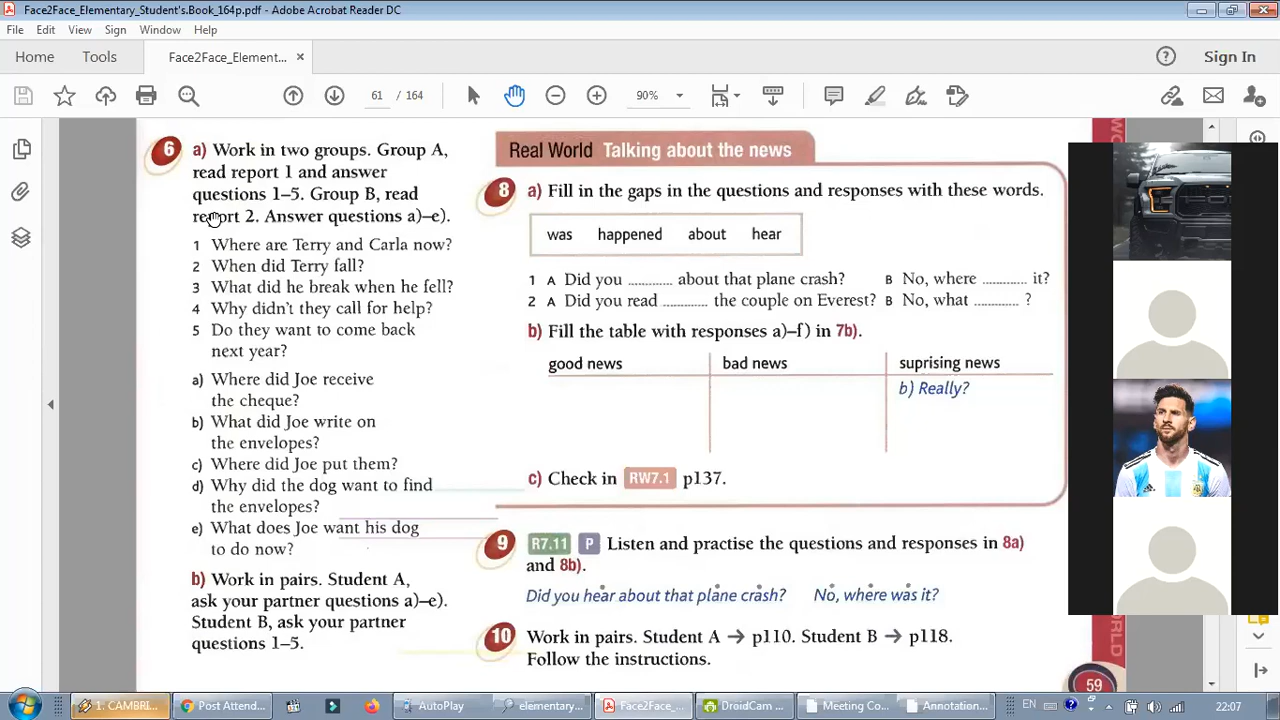 Face2Face_Elementary_Student's.Book_164p.pdf - Adobe Acrobat Reader DC
File Edit View Sign Window Help
Home Tools Face2Face_Element... × Sign In
61 / 164 90%
6 a) Work in two groups. Group A,
read report 1 and answer
questions 1–5. Group B, read
report 2. Answer questions a)–e).
1 Where are Terry and Carla now?
2 When did Terry fall?
3 What did he break when he fell?
4 Why didn't they call for help?
5 Do they want to come back
next year?
a) Where did Joe receive
the cheque?
b) What did Joe write on
the envelopes?
c) Where did Joe put them?
d) Why did the dog want to find
the envelopes?
e) What does Joe want his dog
to do now?
b) Work in pairs. Student A,
ask your partner questions a)–e).
Student B, ask your partner
questions 1–5.
Real World Talking about the news
8 a) Fill in the gaps in the questions and responses with these words.
was happened about hear
1 A Did you .......... about that plane crash? B No, where .......... it?
2 A Did you read .......... the couple on Everest? B No, what .......... ?
b) Fill the table with responses a)–f) in 7b).
good news bad news suprising news
b) Really?
c) Check in RW7.1 p137.
9 R7.11 P Listen and practise the questions and responses in 8a)
and 8b).
Did you hear about that plane crash? No, where was it?
10 Work in pairs. Student A → p110. Student B → p118.
Follow the instructions.
59
WORLD
1. CAMBRI... Post Attenda... AutoPlay elementary... Face2Face_... DroidCam ... Meeting Co... Annotation... EN 22:07